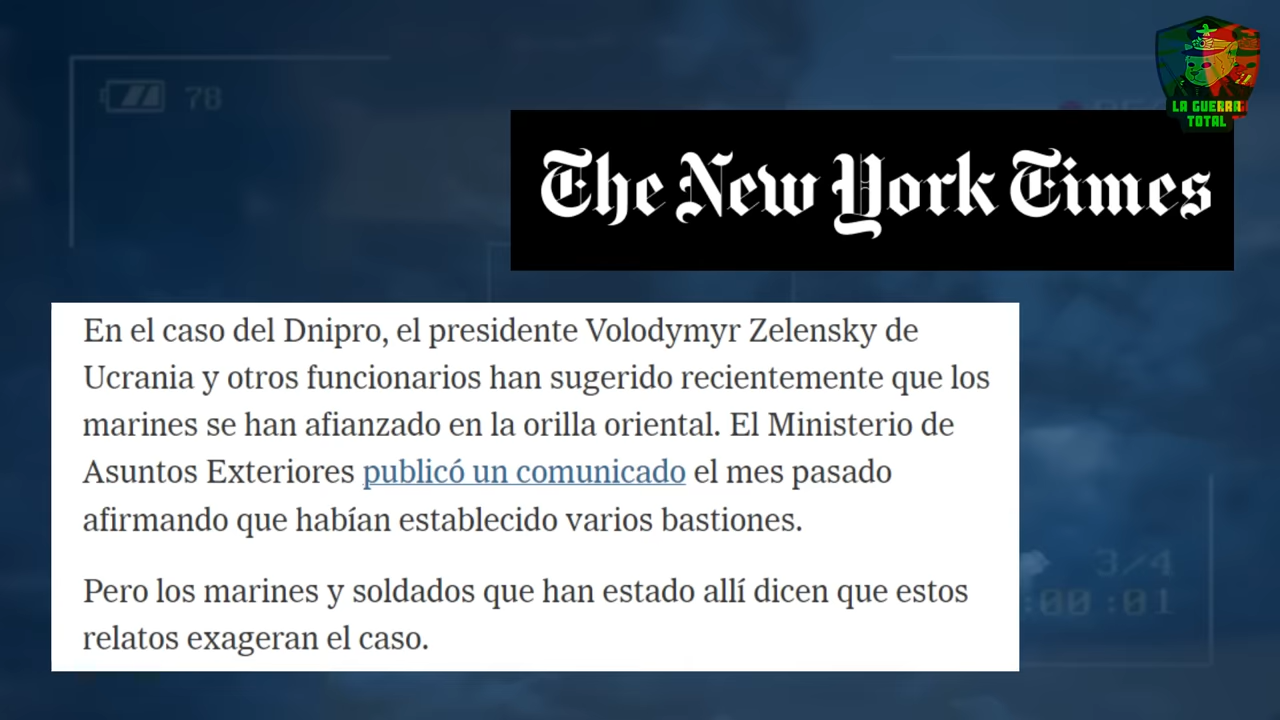 78
LA GUERRA
TOTAL
The New York Times
En el caso del Dnipro, el presidente Volodymyr Zelensky de
Ucrania y otros funcionarios han sugerido recientemente que los
marines se han afianzado en la orilla oriental. El Ministerio de
Asuntos Exteriores publicó un comunicado el mes pasado
afirmando que habían establecido varios bastiones.
Pero los marines y soldados que han estado allí dicen que estos
relatos exageran el caso.
3/4
:00:01